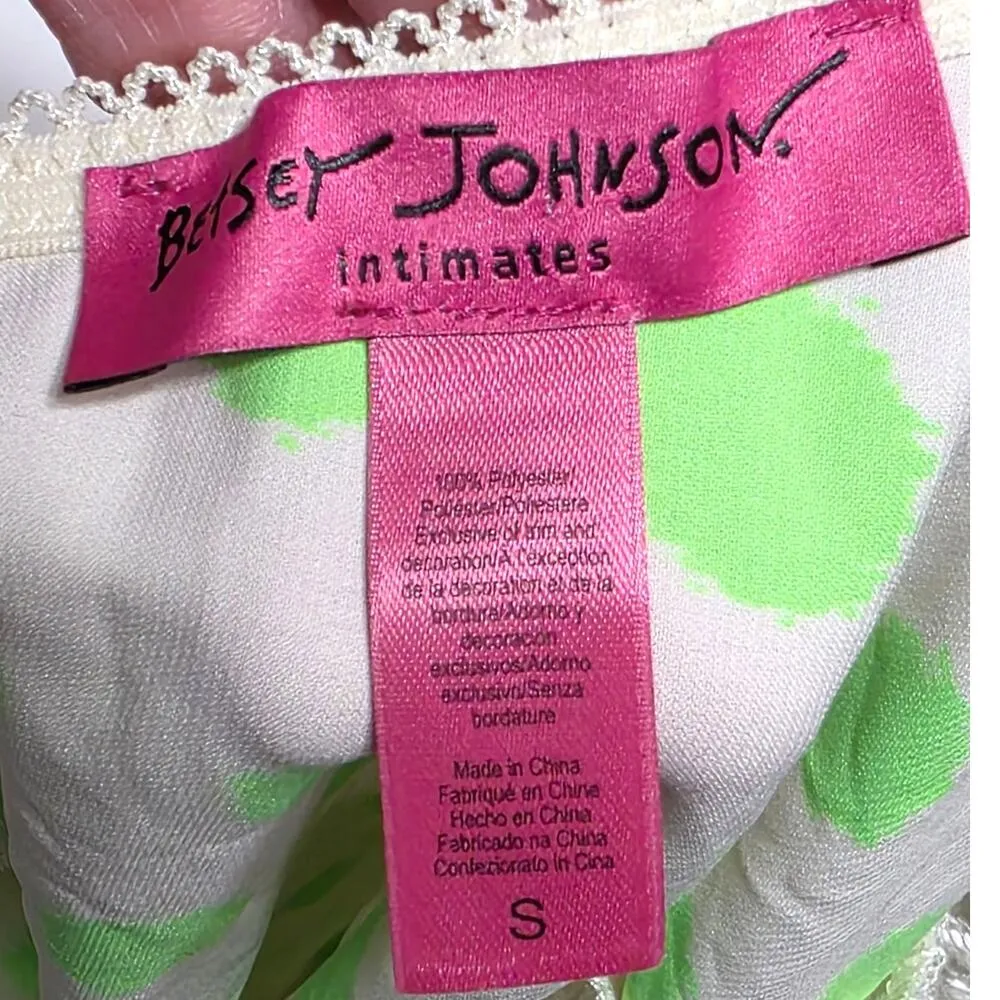 BETSEY JOHNSON.
intimates
100% Polyester/
Polyester/Poliestere
Exclusive of trim and
decoration/A l'exception
de la decoration et de la
bordure/Adorno y
decoración
exclusivos/Adorno
exclusivo/Senza
bordature
Made in China
Fabriqué en China
Hecho en China
Fabricado na China
Confezionato in Cina
S